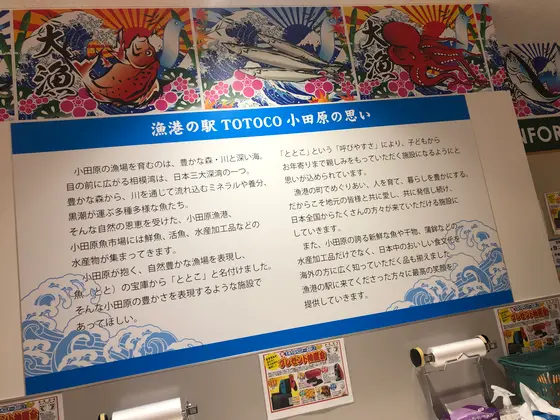 大漁
大漁
漁港の駅 TOTOCO 小田原の思い
小田原の漁場を育むのは、豊かな森・川と深い海。
目の前に広がる相模湾は、日本三大深湾の一つ。
豊かな森から、川を通じて流れ込むミネラルや養分、
黒潮が運ぶ多種多様な魚たち。
そんな自然の恩恵を受けた、小田原漁港、
小田原魚市場には鮮魚、活魚、水産加工品などの
水産物が集まってきます。
小田原が抱く、自然豊かな漁場を表現し、
魚(とと)の宝庫から「ととこ」と名付けました。
そんな小田原の豊かさを表現するような施設で
あってほしい。
「ととこ」という「呼びやすさ」により、子どもから
お年寄りまで親しみをもっていただく施設になるようにと
思いが込められています。
漁港の町でめぐりあい、人を育て、暮らしを豊かにする。
だからこそ地元の皆様と共に愛し、共に発信し続け、
日本全国からたくさんの方々が来ていただける施設に
していきます。
また、小田原の誇る新鮮な魚や干物、蒲鉾などの
水産加工品だけでなく、日本中のおいしい食文化を
海外の方に広く知っていただく品も揃えました。
漁港の駅に来てくださった方々に最高の笑顔を
提供していきます。
INFO
プレゼント抽選会
プレゼント抽選会